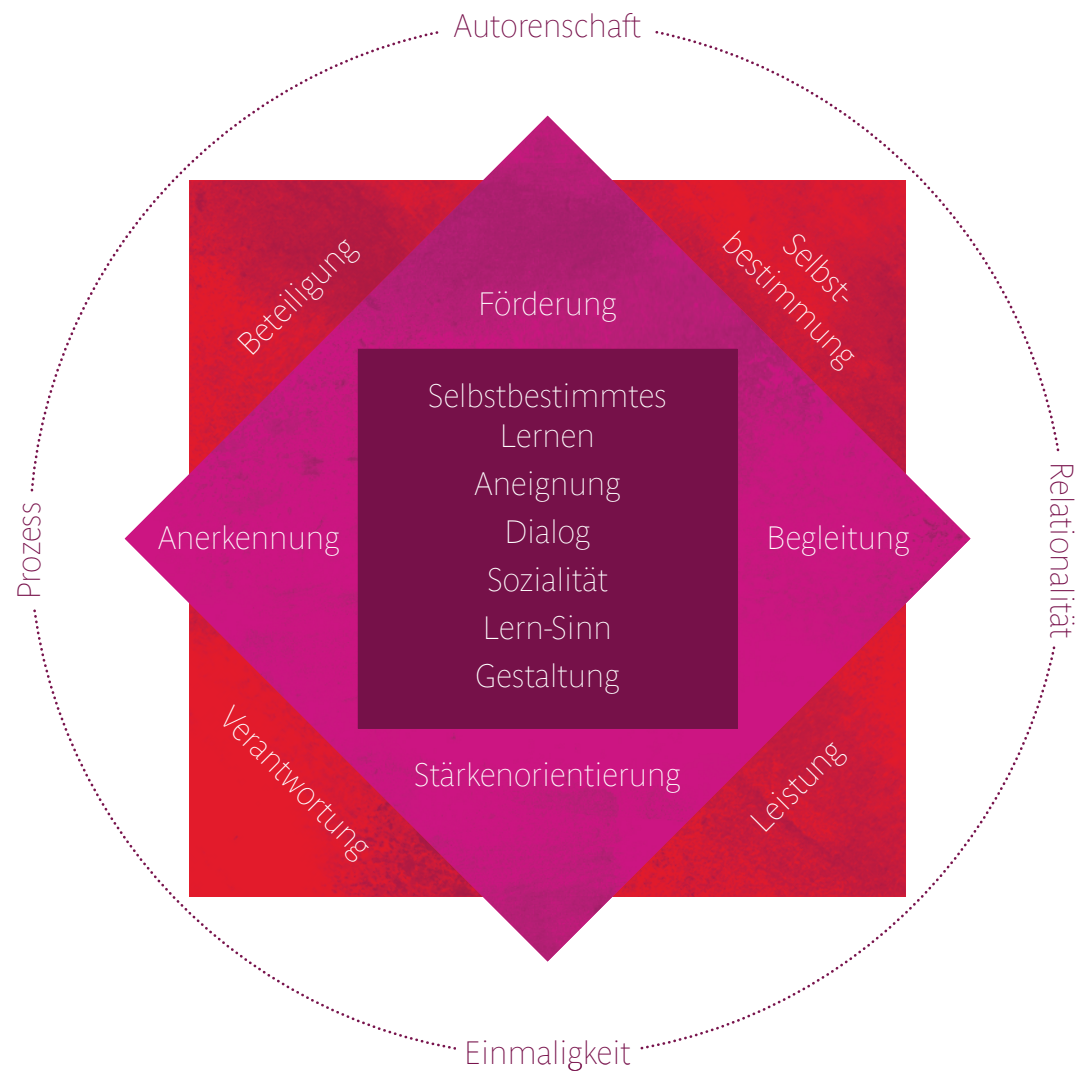 Autorenschaft
Beteiligung
Selbst-
bestimmung
Förderung
Selbstbestimmtes
Lernen
Aneignung
Dialog
Sozialität
Lern-Sinn
Gestaltung
Prozess
Anerkennung
Begleitung
Relationalität
Verantwortung
Stärkenorientierung
Leistung
Einmaligkeit